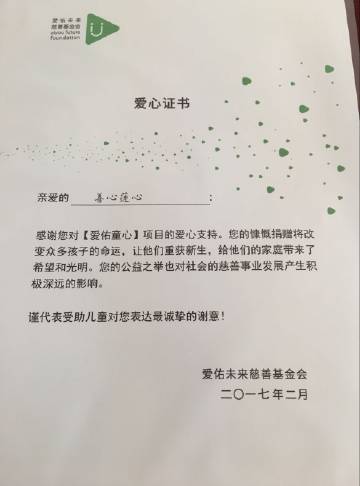 爱佑未来
慈善基金会
aiyou future
foundation
爱心证书
亲爱的 善心莲心 :
感谢您对【爱佑童心】项目的爱心支持。您的慷慨捐赠将改
变众多孩子的命运,让他们重获新生,给他们的家庭带来了
希望和光明。您的公益之举也对社会的慈善事业发展产生积
极深远的影响。
谨代表受助儿童对您表达最诚挚的谢意!
爱佑未来慈善基金会
二〇一七年二月